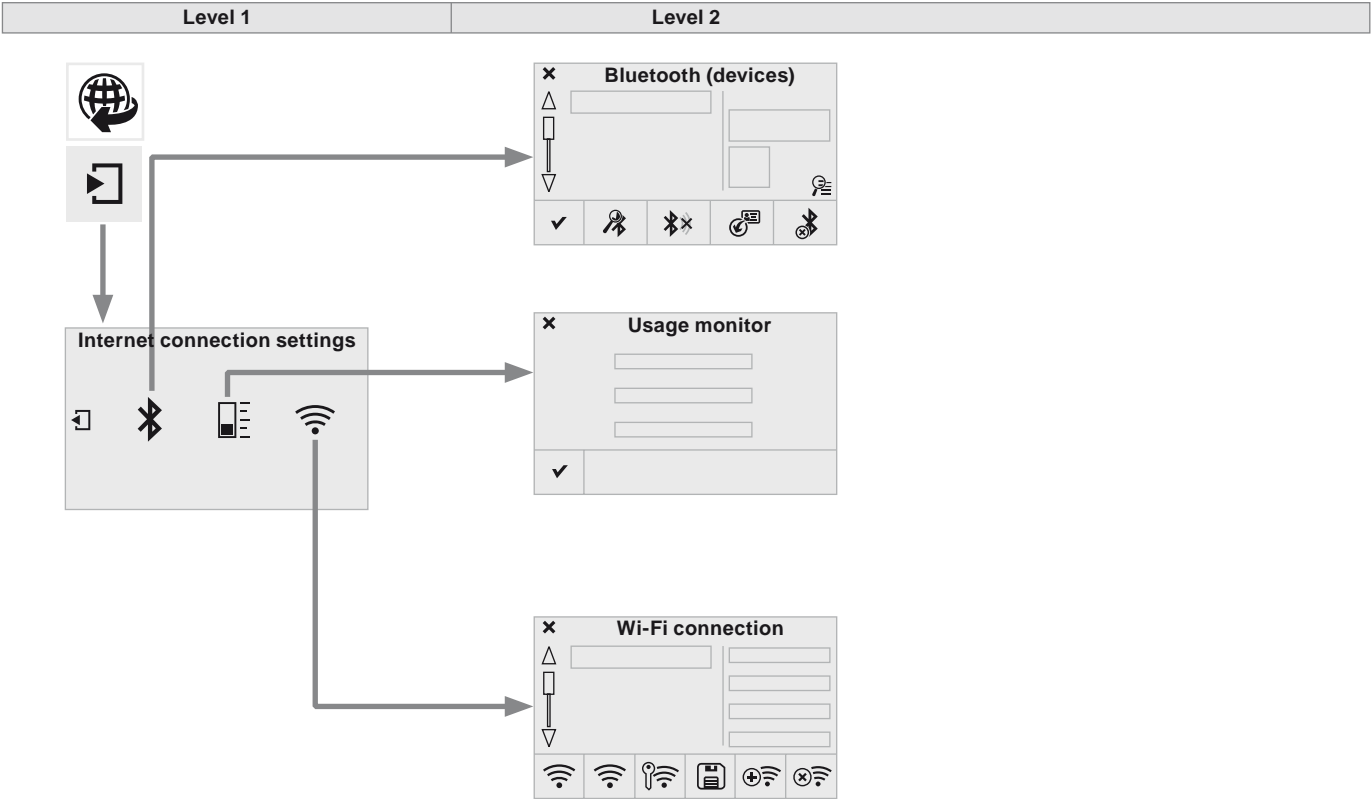 Level 1
Level 2
Bluetooth (devices)
Internet connection settings
Usage monitor
Wi-Fi connection